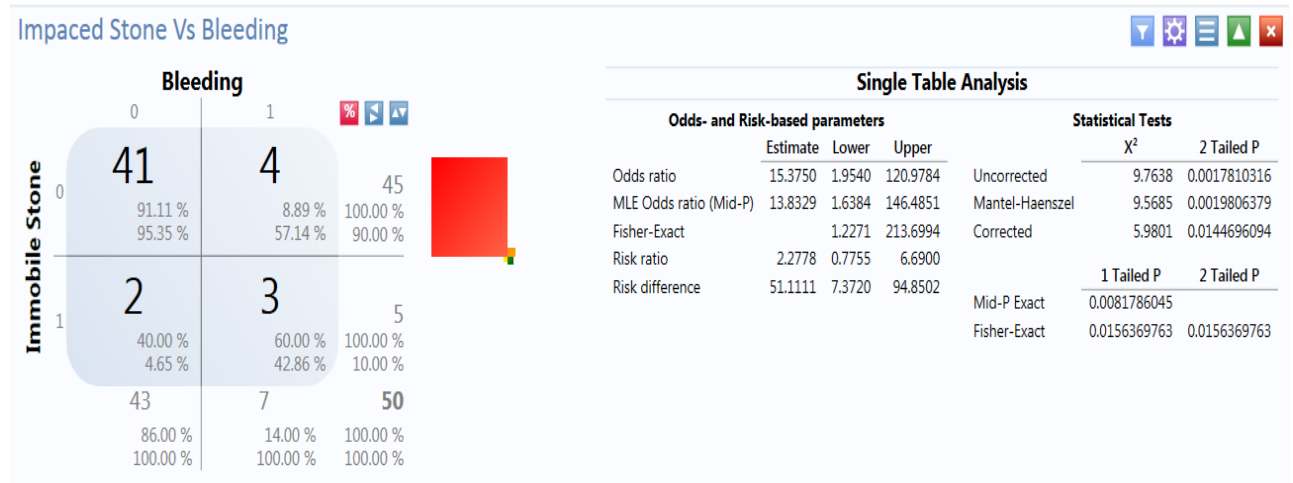 Impaced Stone Vs Bleeding
Bleeding
0 1 %
Immobile Stone
0 41 4 45
91.11 % 8.89 % 100.00 %
95.35 % 57.14 % 90.00 %
1 2 3 5
40.00 % 60.00 % 100.00 %
4.65 % 42.86 % 10.00 %
43 7 50
86.00 % 14.00 % 100.00 %
100.00 % 100.00 % 100.00 %
Single Table Analysis
Odds- and Risk-based parameters
Estimate Lower Upper
Odds ratio 15.3750 1.9540 120.9784
MLE Odds ratio (Mid-P) 13.8329 1.6384 146.4851
Fisher-Exact 1.2271 213.6994
Risk ratio 2.2778 0.7755 6.6900
Risk difference 51.1111 7.3720 94.8502
Statistical Tests
X² 2 Tailed P
Uncorrected 9.7638 0.0017810316
Mantel-Haenszel 9.5685 0.0019806379
Corrected 5.9801 0.0144696094
1 Tailed P 2 Tailed P
Mid-P Exact 0.0081786045
Fisher-Exact 0.0156369763 0.0156369763